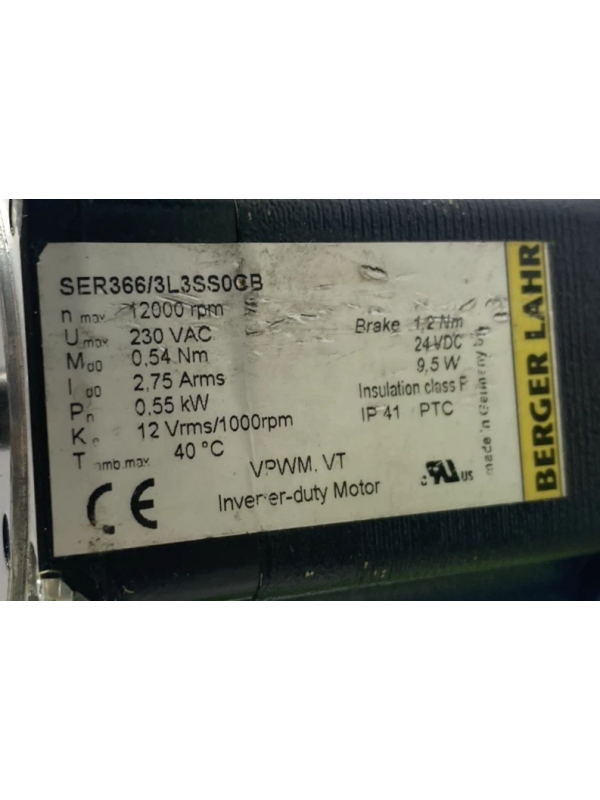 SER366/3L3SS0CB
n max 12000 rpm
U max 230 VAC
M d0 0,54 Nm
I d0 2,75 Arms
P n 0,55 kW
K 12 Vrms/1000rpm
T amb.max 40 °C
Brake 1,2 Nm
24 VDC
9,5 W
Insulation class F
IP 41 PTC
VPWM, VT
Inverter-duty Motor
CE
c UR US
made in Germany by
BERGER LAHR